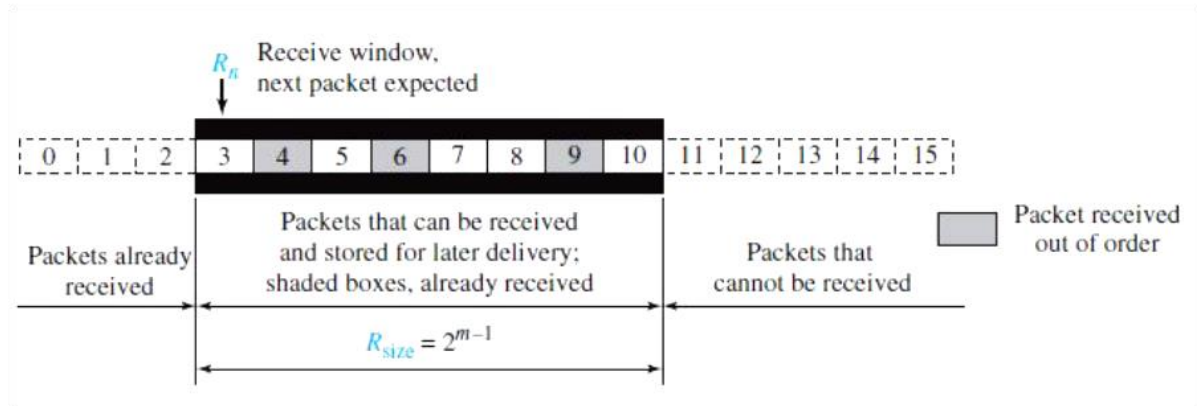 Rn Receive window,
next packet expected
0 1 2 3 4 5 6 7 8 9 10 11 12 13 14 15
Packets already
received
Packets that can be received
and stored for later delivery;
shaded boxes, already received
Packets that
cannot be received
Packet received
out of order
Rsize = 2^m−1